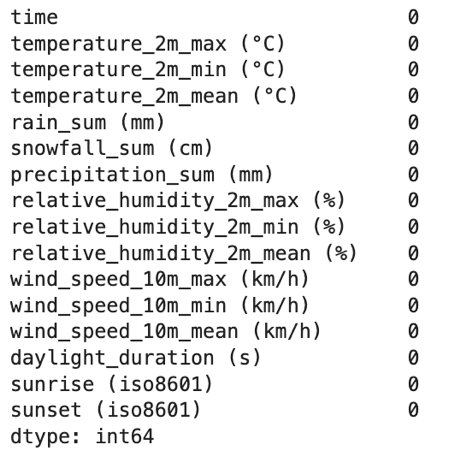 time 0
temperature_2m_max (°C) 0
temperature_2m_min (°C) 0
temperature_2m_mean (°C) 0
rain_sum (mm) 0
snowfall_sum (cm) 0
precipitation_sum (mm) 0
relative_humidity_2m_max (%) 0
relative_humidity_2m_min (%) 0
relative_humidity_2m_mean (%) 0
wind_speed_10m_max (km/h) 0
wind_speed_10m_min (km/h) 0
wind_speed_10m_mean (km/h) 0
daylight_duration (s) 0
sunrise (iso8601) 0
sunset (iso8601) 0
dtype: int64